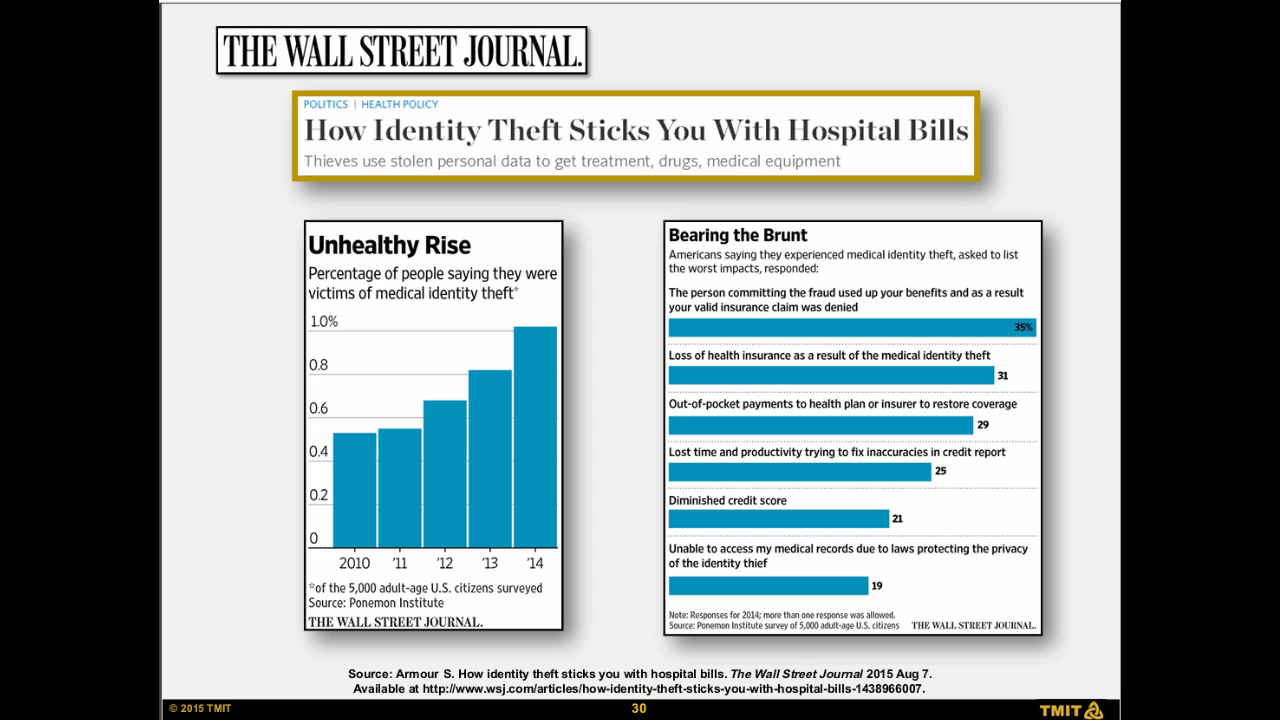 THE WALL STREET JOURNAL.
POLITICS | HEALTH POLICY
How Identity Theft Sticks You With Hospital Bills
Thieves use stolen personal data to get treatment, drugs, medical equipment
Unhealthy Rise
Percentage of people saying they were
victims of medical identity theft*
1.0%
0.8
0.6
0.4
0.2
0
2010 '11 '12 '13 '14
*of the 5,000 adult-age U.S. citizens surveyed
Source: Ponemon Institute
THE WALL STREET JOURNAL.
Bearing the Brunt
Americans saying they experienced medical identity theft, asked to list
the worst impacts, responded:
The person committing the fraud used up your benefits and as a result
your valid insurance claim was denied
35%
Loss of health insurance as a result of the medical identity theft
31
Out-of-pocket payments to health plan or insurer to restore coverage
29
Lost time and productivity trying to fix inaccuracies in credit report
25
Diminished credit score
21
Unable to access my medical records due to laws protecting the privacy
of the identity thief
19
Note: Responses for 2014; more than one response was allowed.
Source: Ponemon Institute survey of 5,000 adult-age U.S. citizens THE WALL STREET JOURNAL.
Source: Armour S. How identity theft sticks you with hospital bills. The Wall Street Journal 2015 Aug 7.
Available at http://www.wsj.com/articles/how-identity-theft-sticks-you-with-hospital-bills-1438966007.
© 2015 TMIT 30 TMIT